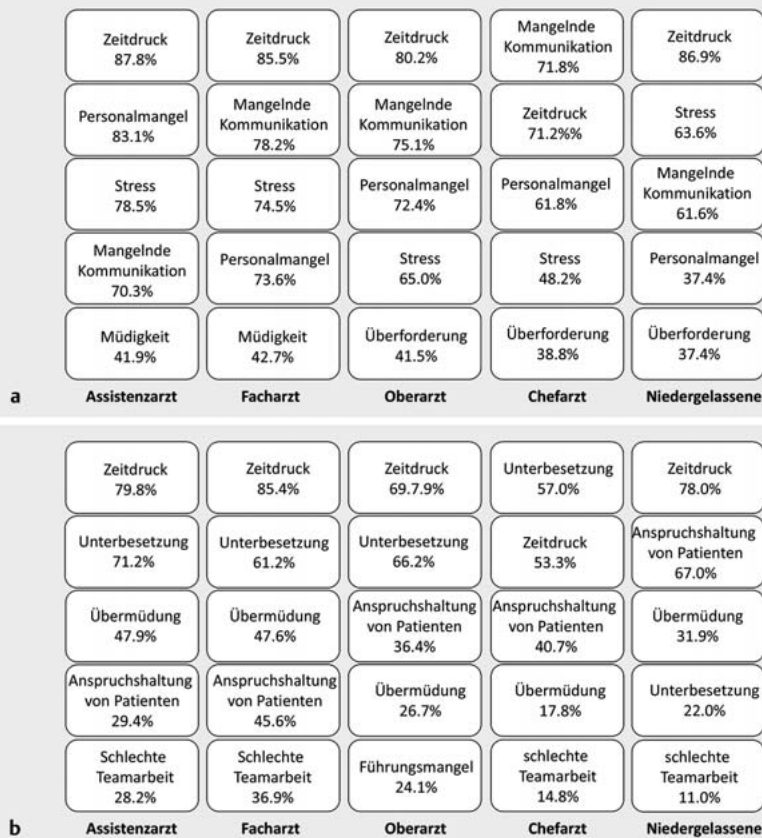 Zeitdruck
87.8%
Zeitdruck
85.5%
Zeitdruck
80.2%
Mangelnde
Kommunikation
71.8%
Zeitdruck
86.9%
Personalmangel
83.1%
Mangelnde
Kommunikation
78.2%
Mangelnde
Kommunikation
75.1%
Zeitdruck
71.2%%
Stress
63.6%
Stress
78.5%
Stress
74.5%
Personalmangel
72.4%
Personalmangel
61.8%
Mangelnde
Kommunikation
61.6%
Mangelnde
Kommunikation
70.3%
Personalmangel
73.6%
Stress
65.0%
Stress
48.2%
Personalmangel
37.4%
Müdigkeit
41.9%
Müdigkeit
42.7%
Überforderung
41.5%
Überforderung
38.8%
Überforderung
37.4%
a Assistenzarzt Facharzt Oberarzt Chefarzt Niedergelassene
Zeitdruck
79.8%
Zeitdruck
85.4%
Zeitdruck
69.7.9%
Unterbesetzung
57.0%
Zeitdruck
78.0%
Unterbesetzung
71.2%
Unterbesetzung
61.2%
Unterbesetzung
66.2%
Zeitdruck
53.3%
Anspruchshaltung
von Patienten
67.0%
Übermüdung
47.9%
Übermüdung
47.6%
Anspruchshaltung
von Patienten
36.4%
Anspruchshaltung
von Patienten
40.7%
Übermüdung
31.9%
Anspruchshaltung
von Patienten
29.4%
Anspruchshaltung
von Patienten
45.6%
Übermüdung
26.7%
Übermüdung
17.8%
Unterbesetzung
22.0%
Schlechte
Teamarbeit
28.2%
Schlechte
Teamarbeit
36.9%
Führungsmangel
24.1%
schlechte
Teamarbeit
14.8%
schlechte
Teamarbeit
11.0%
b Assistenzarzt Facharzt Oberarzt Chefarzt Niedergelassene